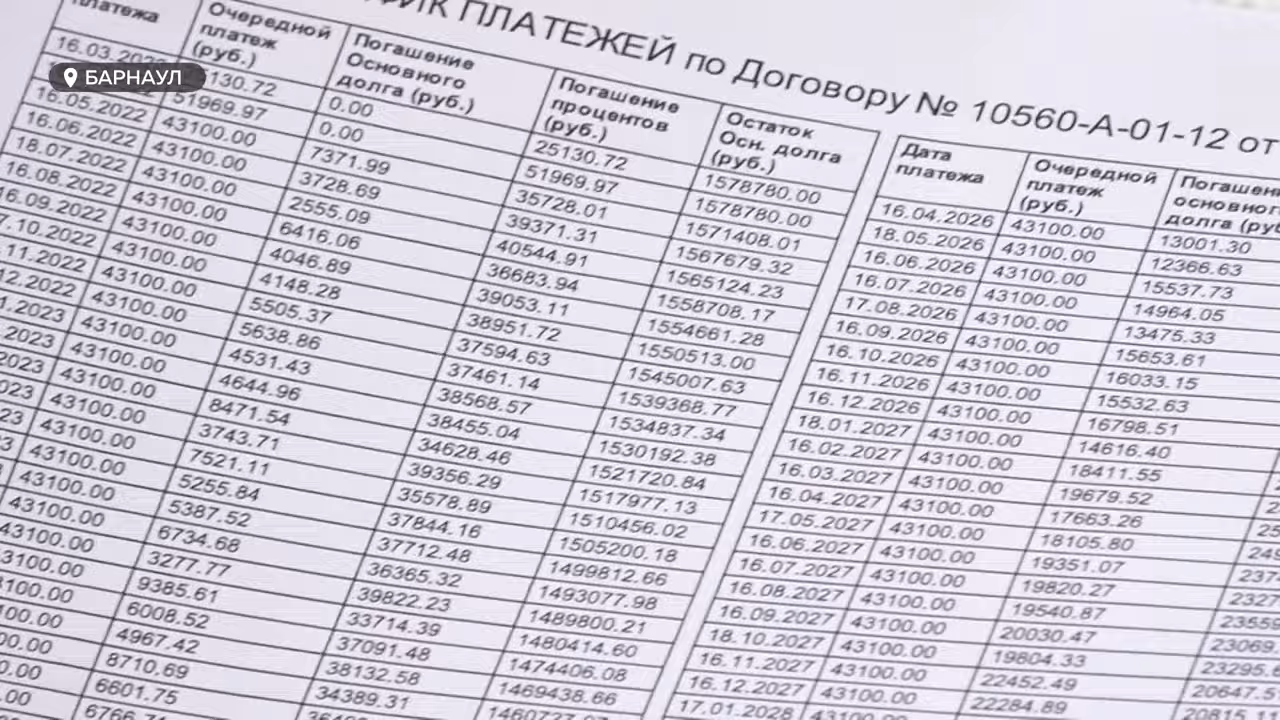 ПЛАТЕЖЕЙ по Договору № 10560-А-01-12 от
БАРНАУЛ
платежа Очередной платеж (руб.) Погашение Основного долга (руб.) Погашение процентов (руб.) Остаток Осн. долга (руб.)
25130.72 1578780.00
51969.97 0.00 51969.97 1578780.00
16.05.2022 43100.00 7371.99 35728.01 1571408.01
16.06.2022 43100.00 3728.69 39371.31 1567679.32
18.07.2022 43100.00 2555.09 40544.91 1565124.23
16.08.2022 43100.00 6416.06 36683.94 1558708.17
16.09.2022 43100.00 4046.89 39053.11 1554661.28
43100.00 4148.28 38951.72 1550513.00
43100.00 5505.37 37594.63 1545007.63
43100.00 5638.86 37461.14 1539368.77
43100.00 4531.43 38568.57 1534837.34
43100.00 4644.96 38455.04 1530192.38
43100.00 8471.54 34628.46 1521720.84
43100.00 3743.71 39356.29 1517977.13
43100.00 7521.11 35578.89 1510456.02
43100.00 5255.84 37844.16 1505200.18
43100.00 5387.52 37712.48 1499812.66
43100.00 6734.68 36365.32 1493077.98
3277.77 39822.23 1489800.21
9385.61 33714.39 1480414.60
6008.52 37091.48 1474406.08
4967.42 38132.58 1469438.66
8710.69 34389.31
6601.75
Дата платежа Очередной платеж (руб.) основного долга
16.04.2026 43100.00 13001.30
18.05.2026 43100.00 12366.63
16.06.2026 43100.00 15537.73
16.07.2026 43100.00 14964.05
17.08.2026 43100.00 13475.33
16.09.2026 43100.00 15653.61
16.10.2026 43100.00 16033.15
16.11.2026 43100.00 15532.63
16.12.2026 43100.00 16798.51
18.01.2027 43100.00 14616.40
16.02.2027 43100.00 18411.55
16.03.2027 43100.00 19679.52
16.04.2027 43100.00 17663.26
17.05.2027 43100.00 18105.80
16.06.2027 43100.00 19351.07
16.07.2027 43100.00 19820.27
16.08.2027 43100.00 19540.87
16.09.2027 43100.00 20030.47
18.10.2027 43100.00 19804.33
16.11.2027 43100.00 22452.49
16.12.2027 43100.00 22284.89
17.01.2028